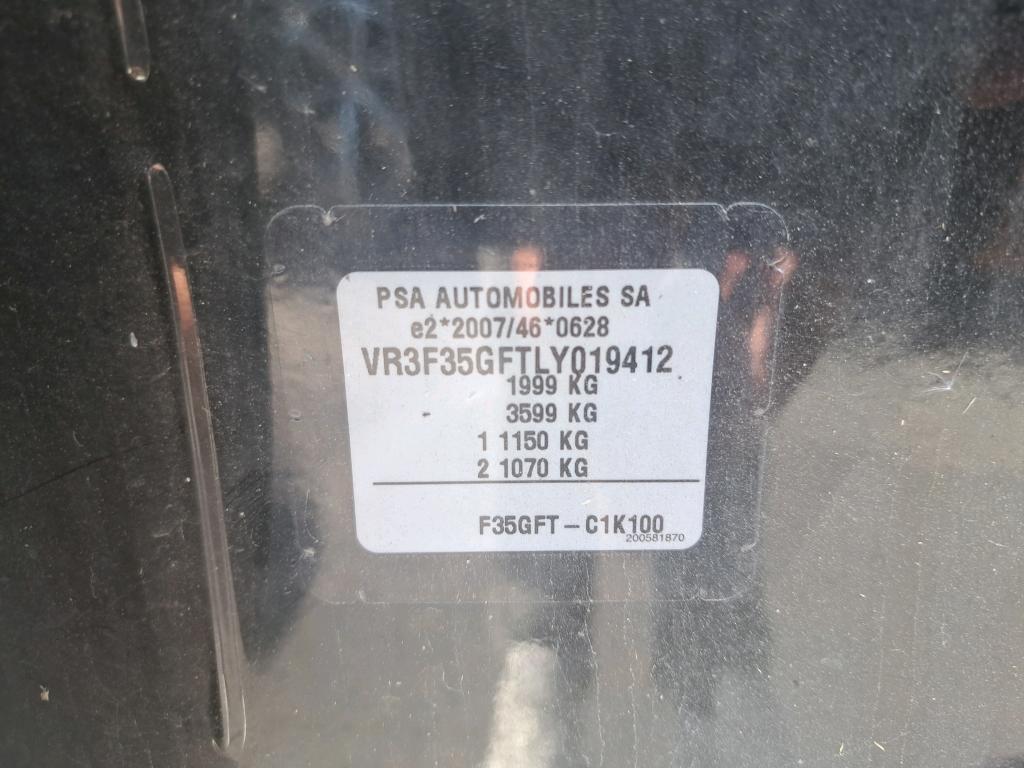 PSA AUTOMOBILES SA
e2*2007/46*0628
VR3F35GFTLY019412
1999 KG
3599 KG
1 1150 KG
2 1070 KG
F35GFT – C1K100
200581870